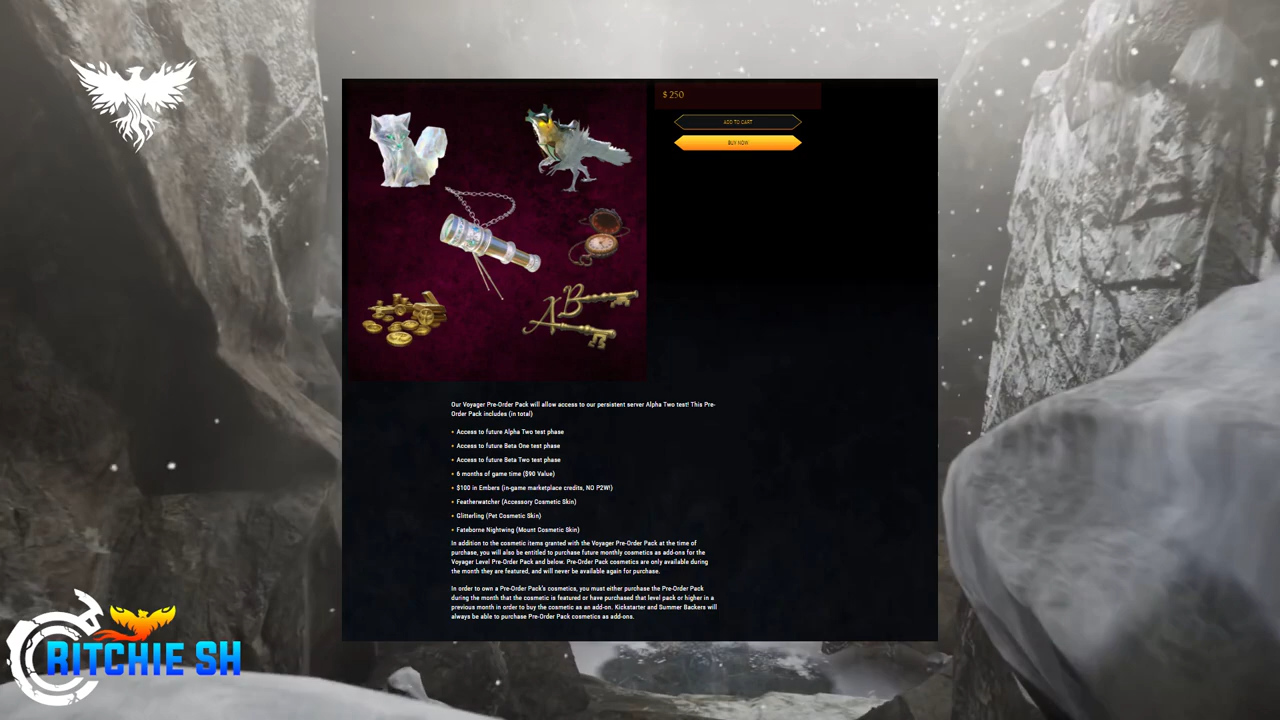 $ 250
ADD TO CART
BUY NOW
A B
Our Voyager Pre-Order Pack will allow access to our persistent server Alpha Two test! This Pre-
Order Pack includes (in total)
• Access to future Alpha Two test phase
• Access to future Beta One test phase
• Access to future Beta Two test phase
• 6 months of game time ($90 Value)
• $100 in Embers (in-game marketplace credits, NO P2W!)
• Featherwatcher (Accessory Cosmetic Skin)
• Glitterling (Pet Cosmetic Skin)
• Fateborne Nightwing (Mount Cosmetic Skin)
In addition to the cosmetic items granted with the Voyager Pre-Order Pack at the time of
purchase, you will also be entitled to purchase future monthly cosmetics as add-ons for the
Voyager Level Pre-Order Pack and below. Pre-Order Pack cosmetics are only available during
the month they are featured, and will never be available again for purchase.
In order to own a Pre-Order Pack's cosmetics, you must either purchase the Pre-Order Pack
during the month that the cosmetic is featured or have purchased that level pack or higher in a
previous month in order to buy the cosmetic as an add-on. Kickstarter and Summer Backers will
always be able to purchase Pre-Order Pack cosmetics as add-ons.
RITCHIE SH